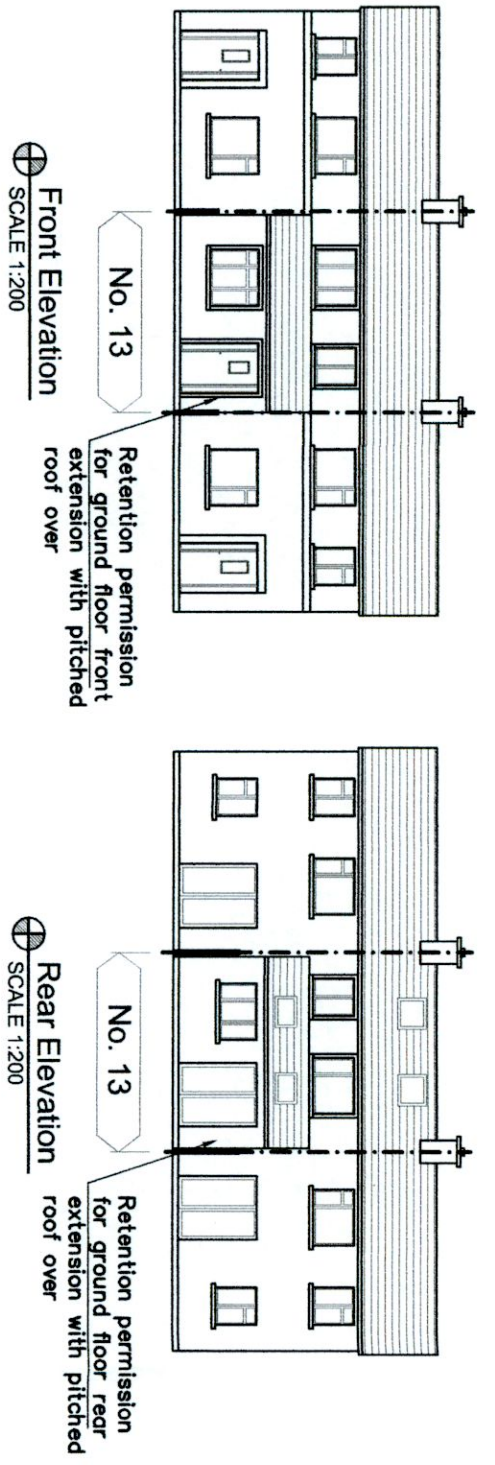 No. 13
Front Elevation
SCALE 1:200
Retention permission
for ground floor front
extension with pitched
roof over
No. 13
Rear Elevation
SCALE 1:200
Retention permission
for ground floor rear
extension with pitched
roof over